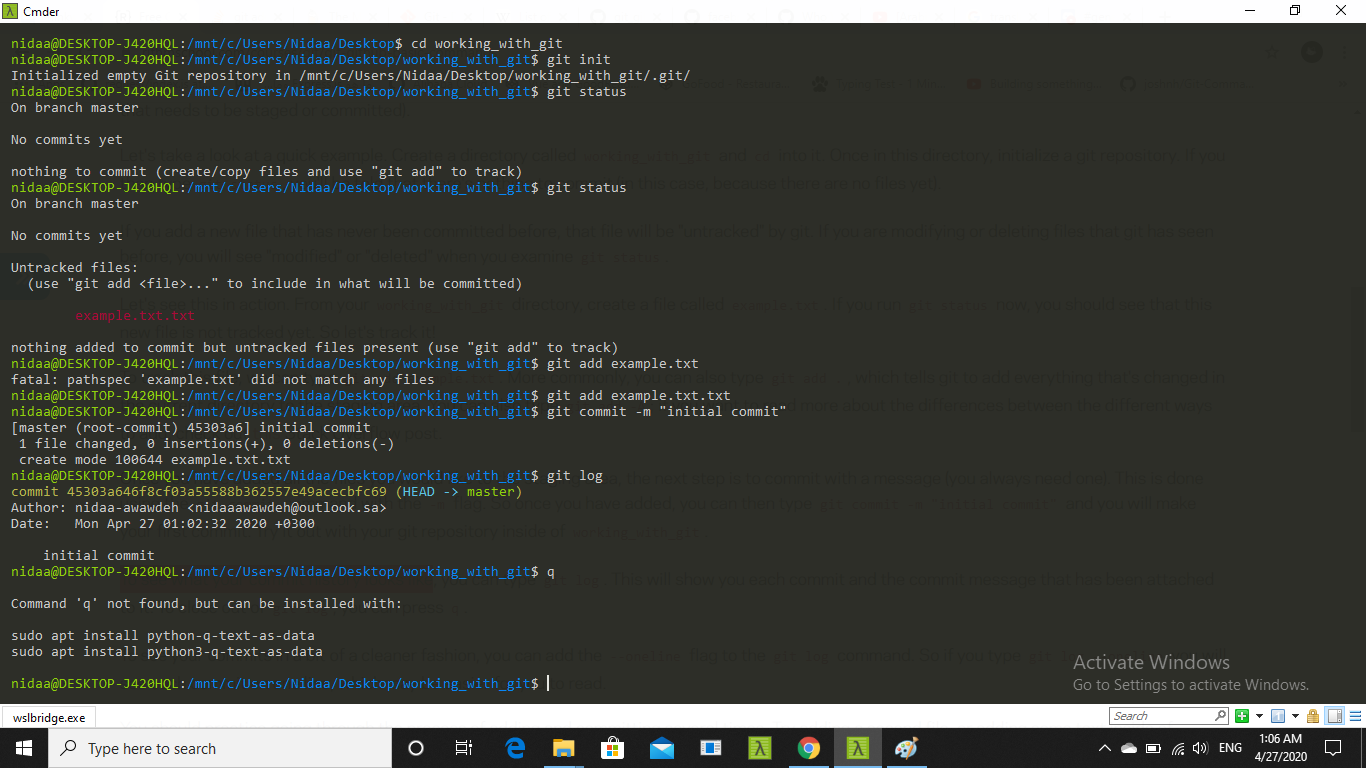 Cmder
nidaa@DESKTOP-J420HQL:/mnt/c/Users/Nidaa/Desktop$ cd working_with_git
nidaa@DESKTOP-J420HQL:/mnt/c/Users/Nidaa/Desktop/working_with_git$ git init
Initialized empty Git repository in /mnt/c/Users/Nidaa/Desktop/working_with_git/.git/
nidaa@DESKTOP-J420HQL:/mnt/c/Users/Nidaa/Desktop/working_with_git$ git status
On branch master
No commits yet
nothing to commit (create/copy files and use "git add" to track)
nidaa@DESKTOP-J420HQL:/mnt/c/Users/Nidaa/Desktop/working_with_git$ git status
On branch master
No commits yet
Untracked files:
  (use "git add <file>..." to include in what will be committed)
        example.txt.txt
nothing added to commit but untracked files present (use "git add" to track)
nidaa@DESKTOP-J420HQL:/mnt/c/Users/Nidaa/Desktop/working_with_git$ git add example.txt
fatal: pathspec 'example.txt' did not match any files
nidaa@DESKTOP-J420HQL:/mnt/c/Users/Nidaa/Desktop/working_with_git$ git add example.txt.txt
nidaa@DESKTOP-J420HQL:/mnt/c/Users/Nidaa/Desktop/working_with_git$ git commit -m "initial commit"
[master (root-commit) 45303a6] initial commit
 1 file changed, 0 insertions(+), 0 deletions(-)
 create mode 100644 example.txt.txt
nidaa@DESKTOP-J420HQL:/mnt/c/Users/Nidaa/Desktop/working_with_git$ git log
commit 45303a646f8cf03a55588b362557e49acecbfc69 (HEAD -> master)
Author: nidaa-awawdeh <nidaaawawdeh@outlook.sa>
Date:   Mon Apr 27 01:02:32 2020 +0300
    initial commit
nidaa@DESKTOP-J420HQL:/mnt/c/Users/Nidaa/Desktop/working_with_git$ q
Command 'q' not found, but can be installed with:
sudo apt install python-q-text-as-data
sudo apt install python3-q-text-as-data
nidaa@DESKTOP-J420HQL:/mnt/c/Users/Nidaa/Desktop/working_with_git$
Activate Windows
Go to Settings to activate Windows.
wslbridge.exe
Search
Type here to search
ENG
1:06 AM
4/27/2020